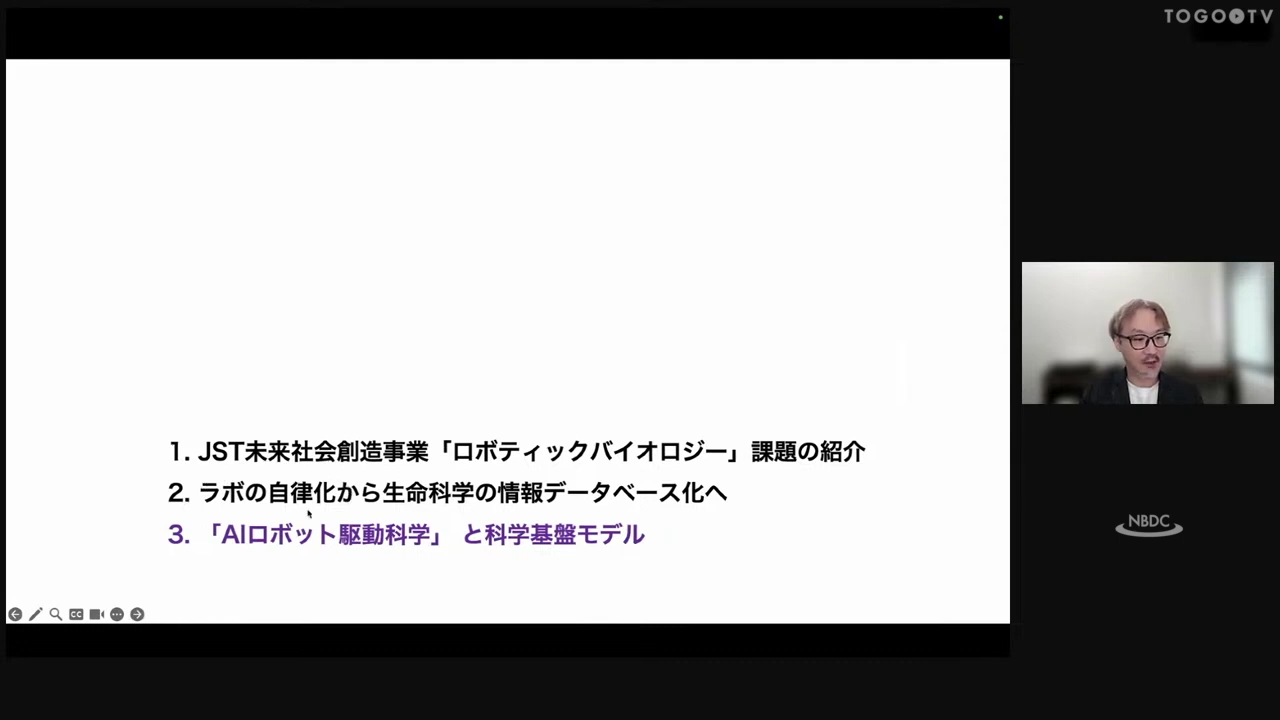 TOGOTV
1. JST未来社会創造事業「ロボティックバイオロジー」課題の紹介
2. ラボの自律化から生命科学の情報データベース化へ
3. 「AIロボット駆動科学」 と科学基盤モデル
CC
NBDC